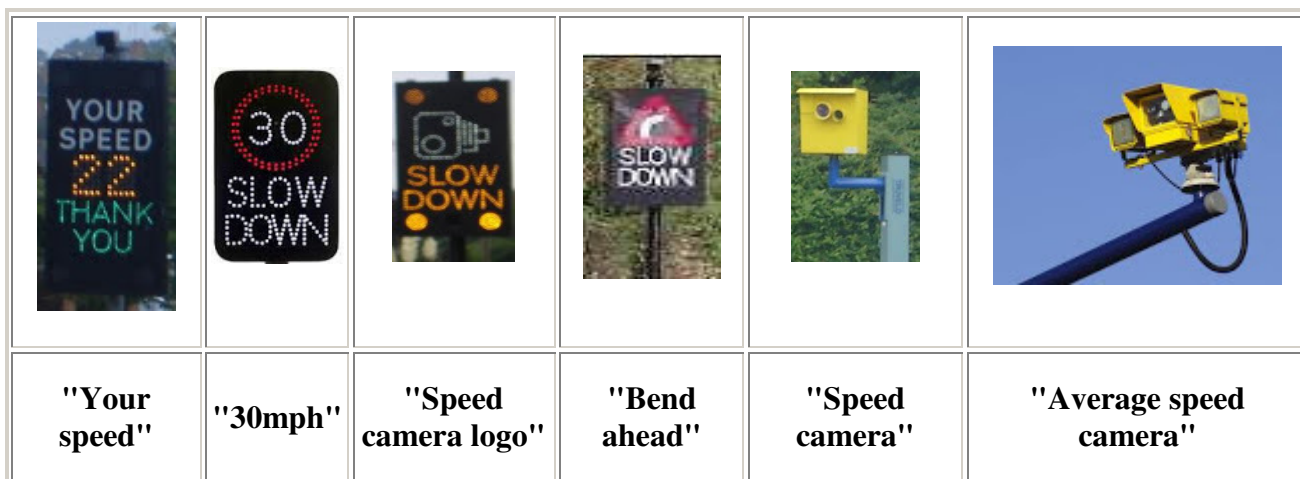 YOUR
SPEED
22
THANK
YOU
30
SLOW
DOWN
SLOW
DOWN
SLOW
DOWN
"Your
speed"
"30mph"
"Speed
camera logo"
"Bend
ahead"
"Speed
camera"
"Average speed
camera"